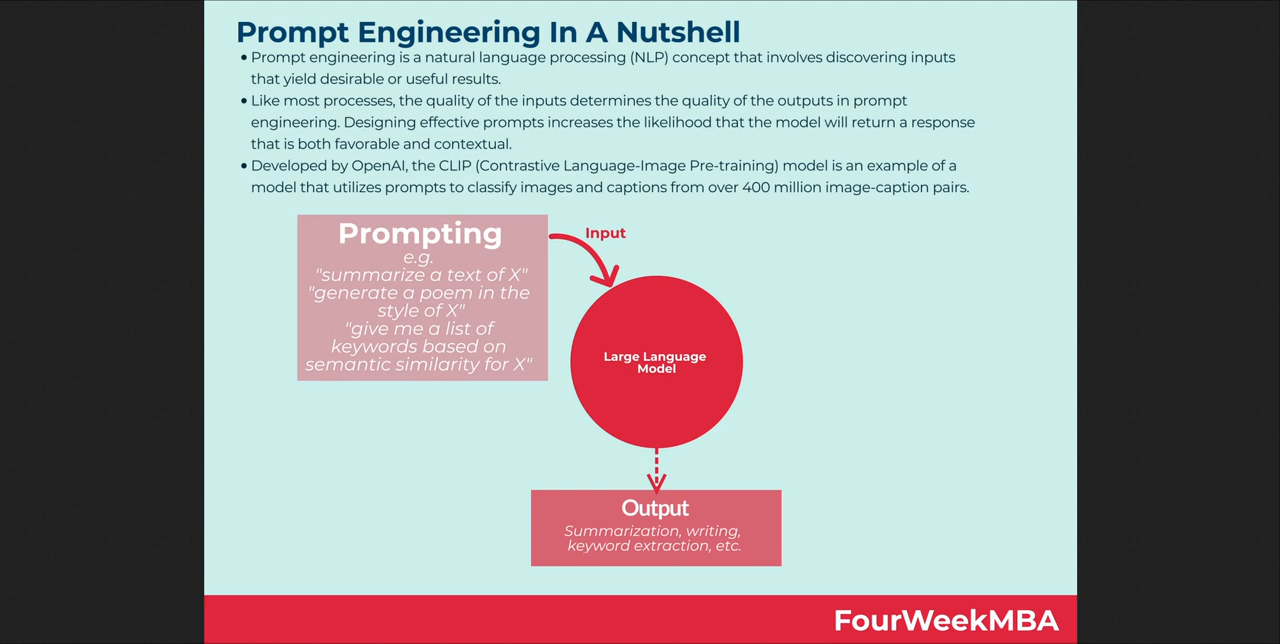 Prompt Engineering In A Nutshell
• Prompt engineering is a natural language processing (NLP) concept that involves discovering inputs
that yield desirable or useful results.
• Like most processes, the quality of the inputs determines the quality of the outputs in prompt
engineering. Designing effective prompts increases the likelihood that the model will return a response
that is both favorable and contextual.
• Developed by OpenAI, the CLIP (Contrastive Language-Image Pre-training) model is an example of a
model that utilizes prompts to classify images and captions from over 400 million image-caption pairs.
Prompting
e.g.
"summarize a text of X"
"generate a poem in the
style of X"
"give me a list of
keywords based on
semantic similarity for X"
Input
Large Language
Model
Output
Summarization, writing,
keyword extraction, etc.
FourWeekMBA